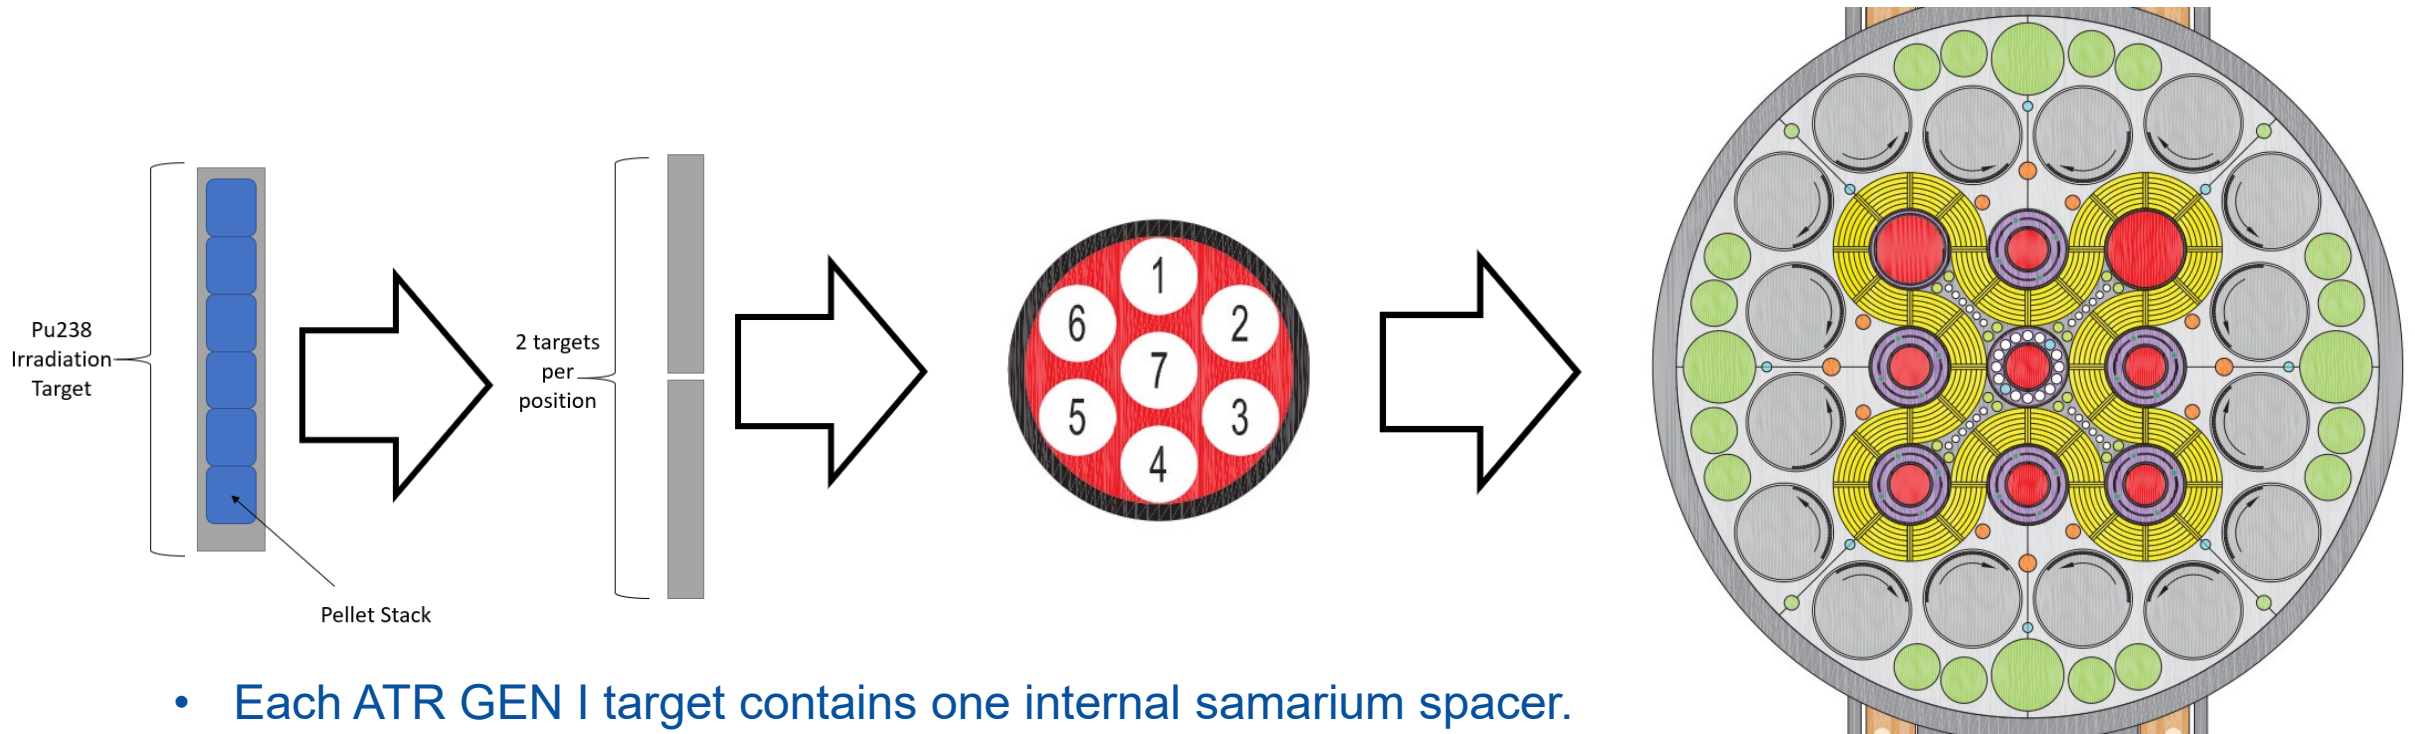 Pu238
Irradiation
Target
Pellet Stack
2 targets
per
position
1
6
2
7
5
3
4
• Each ATR GEN I target contains one internal samarium spacer.